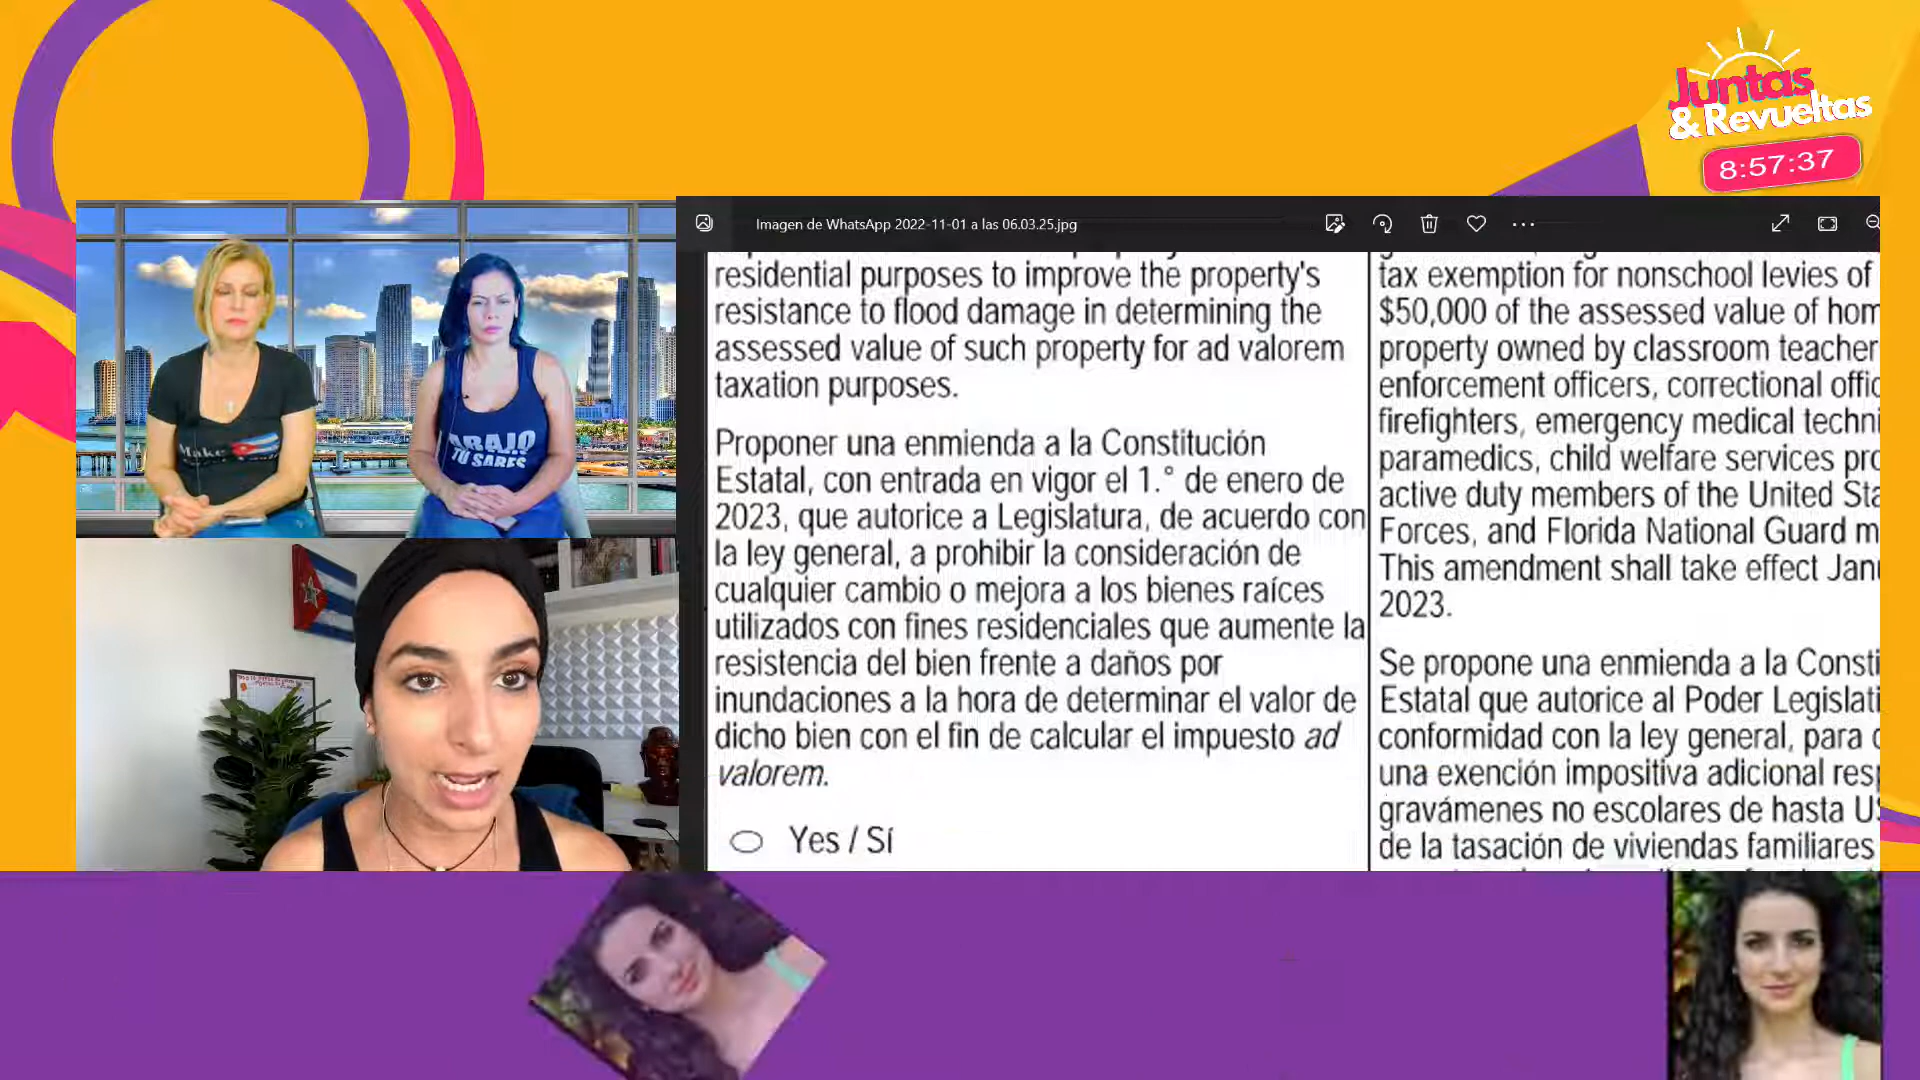 Juntas
& Revueltas
8:57:37
Imagen de WhatsApp 2022-11-01 a las 06.03.25.jpg
Make
ABAJO
TU SABES
residential purposes to improve the property's
resistance to flood damage in determining the
assessed value of such property for ad valorem
taxation purposes.
Proponer una enmienda a la Constitución
Estatal, con entrada en vigor el 1.° de enero de
2023, que autorice a Legislatura, de acuerdo con
la ley general, a prohibir la consideración de
cualquier cambio o mejora a los bienes raíces
utilizados con fines residenciales que aumente la
resistencia del bien frente a daños por
inundaciones a la hora de determinar el valor de
dicho bien con el fin de calcular el impuesto ad
valorem.
Yes / Sí
tax exemption for nonschool levies of
$50,000 of the assessed value of hom
property owned by classroom teacher
enforcement officers, correctional offic
firefighters, emergency medical techni
paramedics, child welfare services pro
active duty members of the United Sta
Forces, and Florida National Guard m
This amendment shall take effect Janu
2023.
Se propone una enmienda a la Consti
Estatal que autorice al Poder Legislati
conformidad con la ley general, para
una exención impositiva adicional resp
gravámenes no escolares de hasta U
de la tasación de viviendas familiares